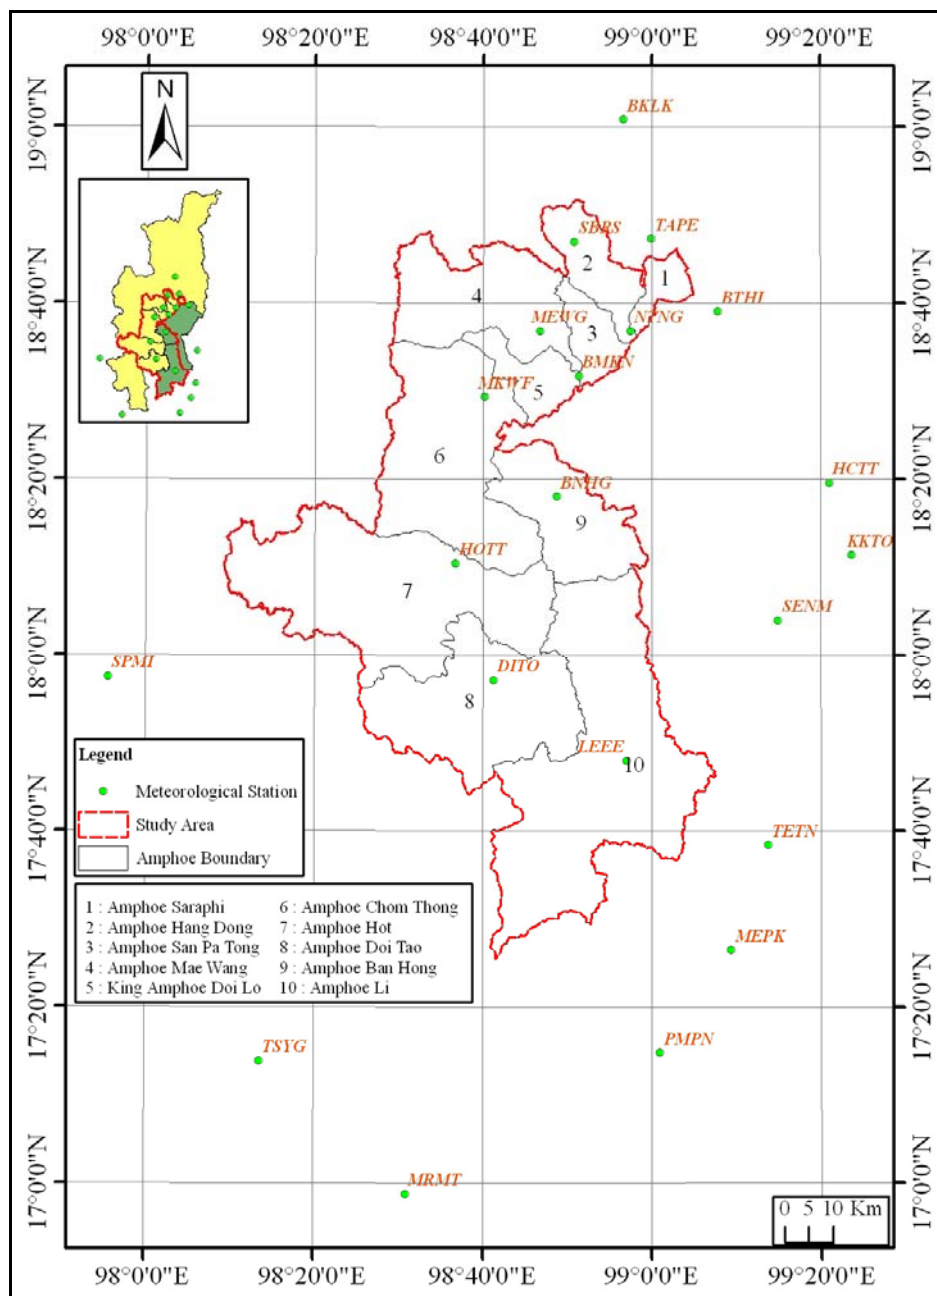 98°0'0"E 98°20'0"E 98°40'0"E 99°0'0"E 99°20'0"E
N
BKLK
19°0'0"N 19°0'0"N
SBRS TAPE
2
1
4
BTHI
18°40'0"N 18°40'0"N
MEWG
3
BMKN
MKWF
5
6
HCTT
18°20'0"N 18°20'0"N
BNHG
9
HOTT
KKTO
7
SENM
18°0'0"N 18°0'0"N
SPMI
DITO
8
LEEE
10
Legend
Meteorological Station
Study Area
Amphoe Boundary
17°40'0"N 17°40'0"N
TETN
1 : Amphoe Saraphi
2 : Amphoe Hang Dong
3 : Amphoe San Pa Tong
4 : Amphoe Mae Wang
5 : King Amphoe Doi Lo
6 : Amphoe Chom Thong
7 : Amphoe Hot
8 : Amphoe Doi Tao
9 : Amphoe Ban Hong
10 : Amphoe Li
MEPK
17°20'0"N 17°20'0"N
TSYG
PMPN
17°0'0"N 17°0'0"N
MRMT
0 5 10 Km
98°0'0"E 98°20'0"E 98°40'0"E 99°0'0"E 99°20'0"E